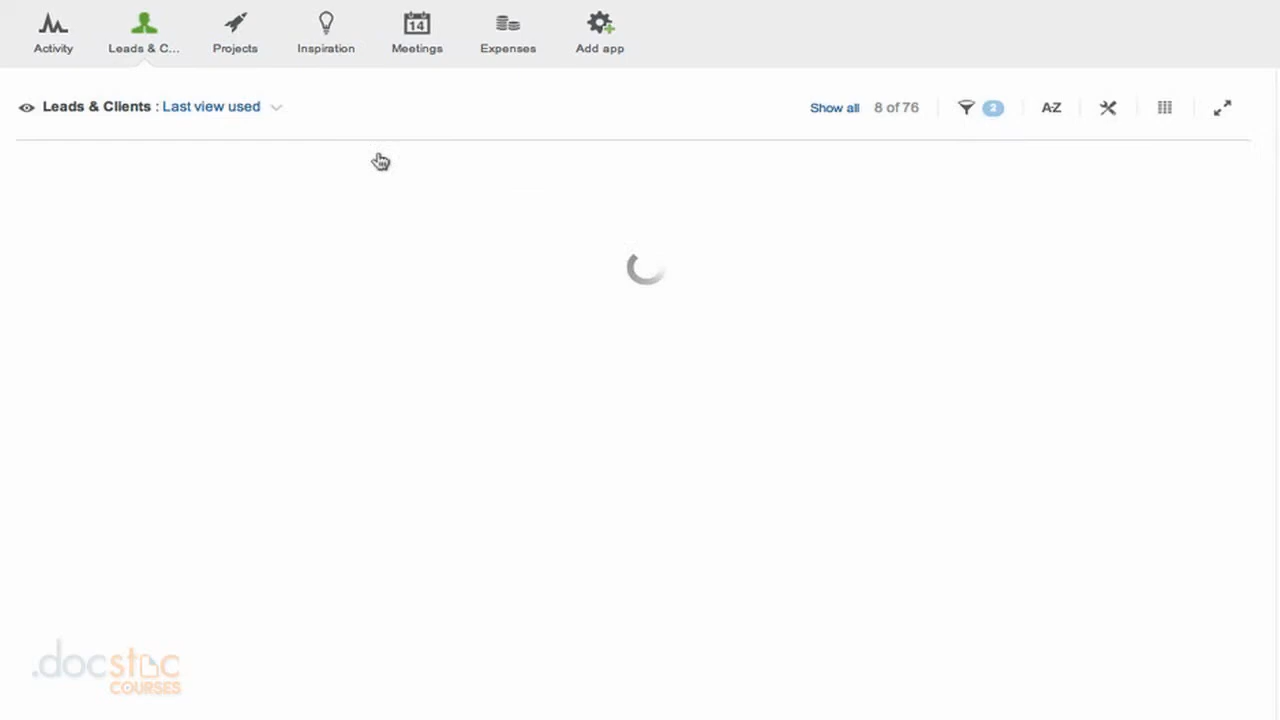 14
Activity Leads & C... Projects Inspiration Meetings Expenses Add app
Leads & Clients : Last view used Show all 8 of 76 2 A-Z
.docstoc
COURSES